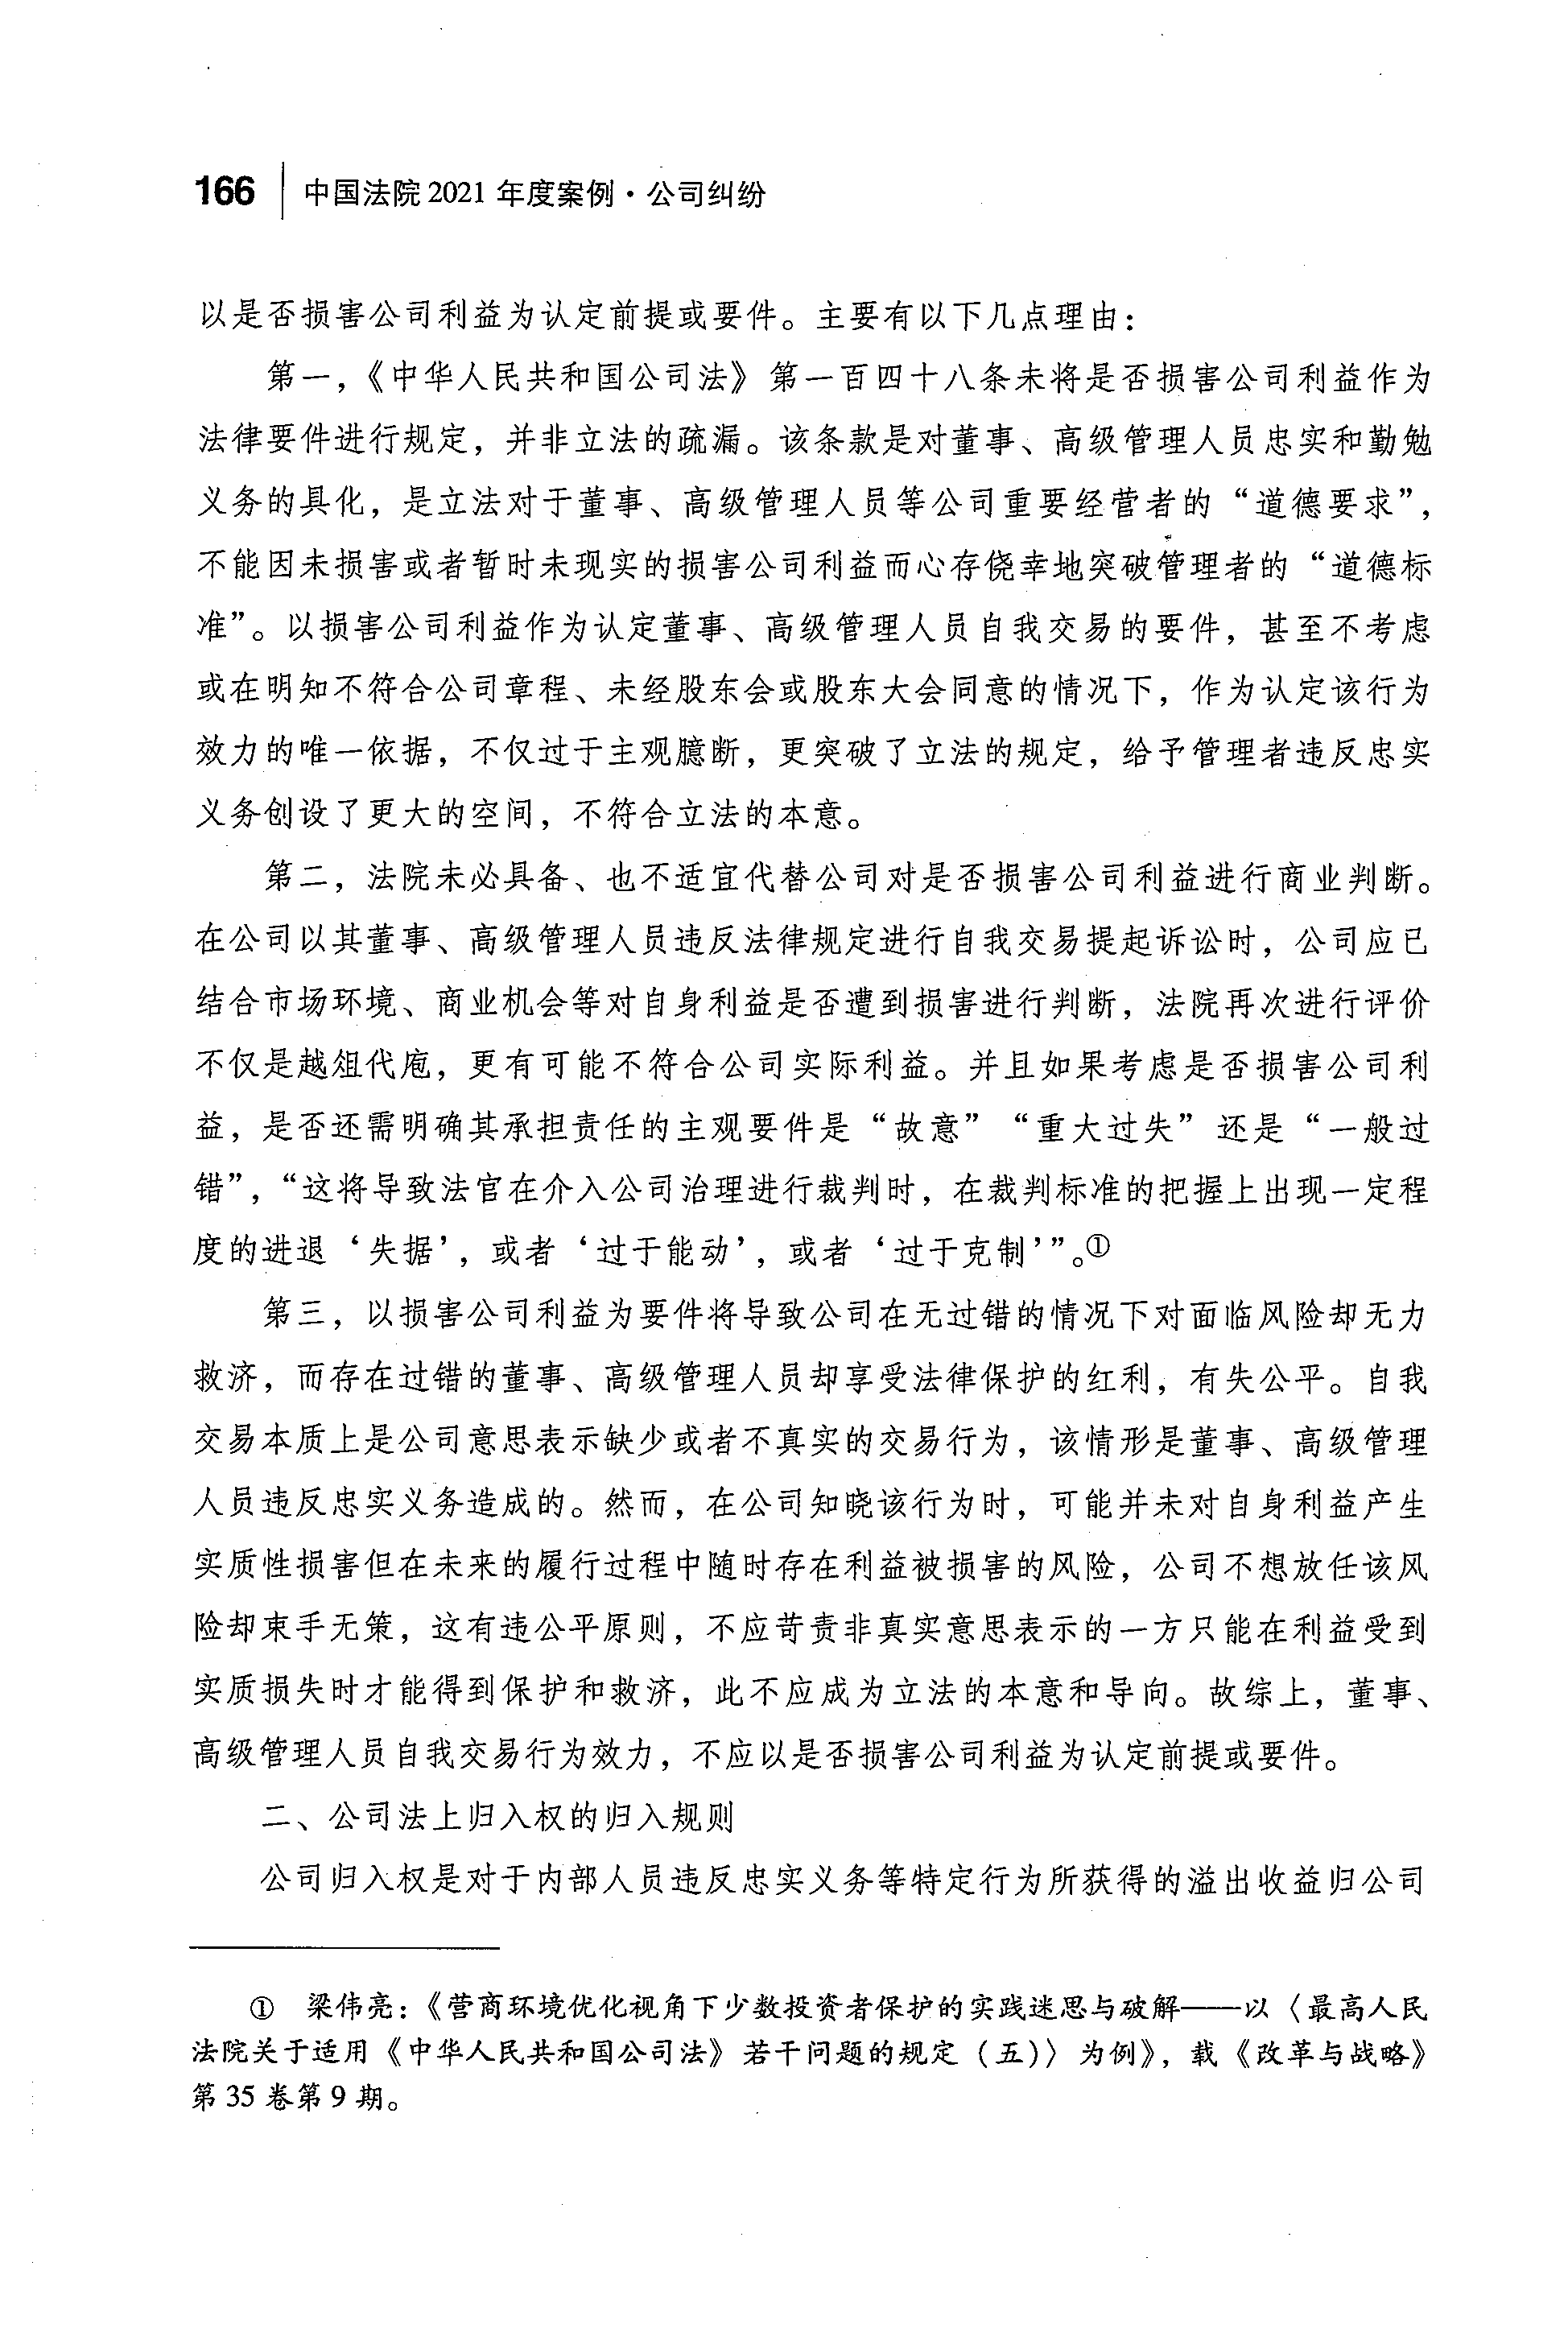 166 中国法院2021年度案例·公司纠纷
以是否损害公司利益为认定前提或要件。主要有以下几点理由：
第一，《中华人民共和国公司法》第一百四十八条未将是否损害公司利益作为
法律要件进行规定，并非立法的疏漏。该条款是对董事、高级管理人员忠实和勤勉
义务的具化，是立法对于董事、高级管理人员等公司重要经营者的“道德要求”，
不能因未损害或者暂时未现实的损害公司利益而心存侥幸地突破管理者的“道德标
准”。以损害公司利益作为认定董事、高级管理人员自我交易的要件，甚至不考虑
或在明知不符合公司章程、未经股东会或股东大会同意的情况下，作为认定该行为
效力的唯一依据，不仅过于主观臆断，更突破了立法的规定，给予管理者违反忠实
义务创设了更大的空间，不符合立法的本意。
第二，法院未必具备、也不适宜代替公司对是否损害公司利益进行商业判断。
在公司以其董事、高级管理人员违反法律规定进行自我交易提起诉讼时，公司应已
结合市场环境、商业机会等对自身利益是否遭到损害进行判断，法院再次进行评价
不仅是越俎代庖，更有可能不符合公司实际利益。并且如果考虑是否损害公司利
益，是否还需明确其承担责任的主观要件是“故意”“重大过失”还是“一般过
错”，“这将导致法官在介入公司治理进行裁判时，在裁判标准的把握上出现一定程
度的进退‘失据’，或者‘过于能动’，或者‘过于克制’”。①
第三，以损害公司利益为要件将导致公司在无过错的情况下对面临风险却无力
救济，而存在过错的董事、高级管理人员却享受法律保护的红利，有失公平。自我
交易本质上是公司意思表示缺少或者不真实的交易行为，该情形是董事、高级管理
人员违反忠实义务造成的。然而，在公司知晓该行为时，可能并未对自身利益产生
实质性损害但在未来的履行过程中随时存在利益被损害的风险，公司不想放任该风
险却束手无策，这有违公平原则，不应苛责非真实意思表示的一方只能在利益受到
实质损失时才能得到保护和救济，此不应成为立法的本意和导向。故综上，董事、
高级管理人员自我交易行为效力，不应以是否损害公司利益为认定前提或要件。
二、公司法上归入权的归入规则
公司归入权是对于内部人员违反忠实义务等特定行为所获得的溢出收益归公司
① 梁伟亮：《营商环境优化视角下少数投资者保护的实践迷思与破解——以〈最高人民
法院关于适用《中华人民共和国公司法》若干问题的规定（五）〉为例》，载《改革与战略》
第35卷第9期。